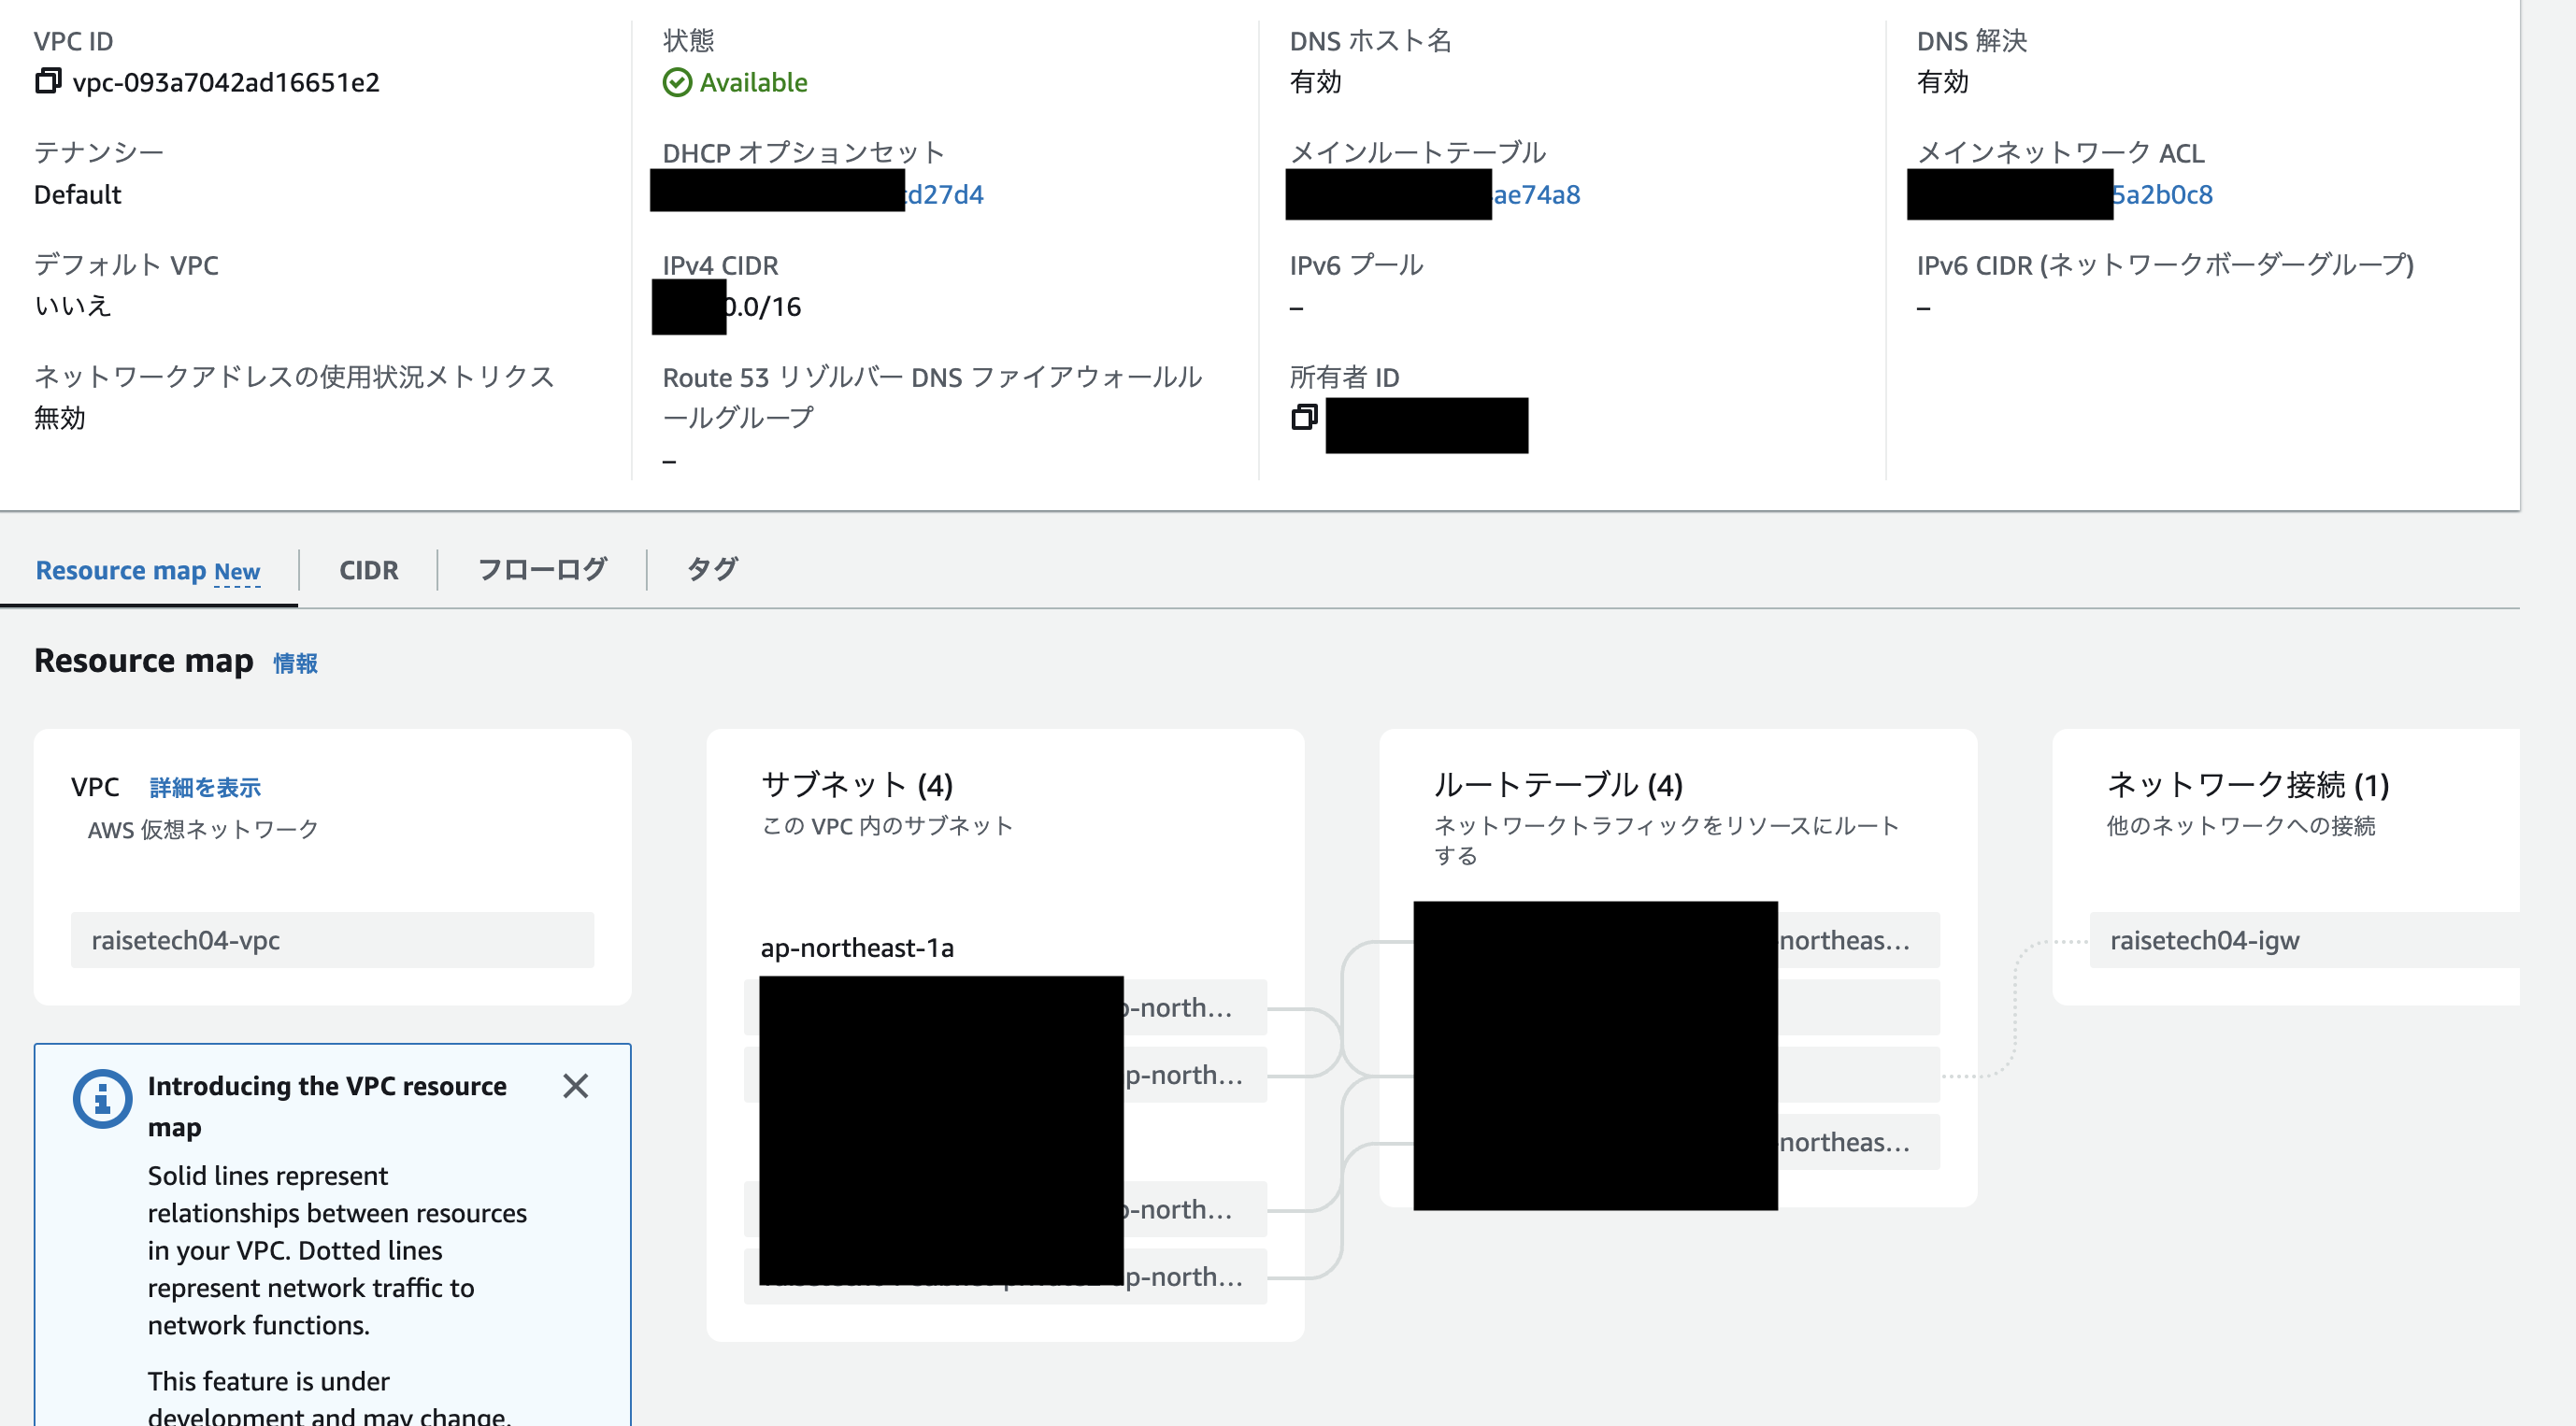 VPC ID
vpc-093a7042ad16651e2
状態
Available
DNS ホスト名
有効
DNS 解決
有効
テナンシー
Default
DHCP オプションセット
d27d4
メインルートテーブル
ae74a8
メインネットワーク ACL
5a2b0c8
デフォルト VPC
いいえ
IPv4 CIDR
0.0/16
IPv6 プール
–
IPv6 CIDR (ネットワークボーダーグループ)
–
ネットワークアドレスの使用状況メトリクス
無効
Route 53 リゾルバー DNS ファイアウォールル
ールグループ
–
所有者 ID
Resource map New
CIDR
フローログ
タグ
Resource map 情報
VPC 詳細を表示
AWS 仮想ネットワーク
raisetech04-vpc
Introducing the VPC resource
map
Solid lines represent
relationships between resources
in your VPC. Dotted lines
represent network traffic to
network functions.
This feature is under
development and may change.
サブネット (4)
この VPC 内のサブネット
ap-northeast-1a
-north...
p-north...
-north...
p-north...
ルートテーブル (4)
ネットワークトラフィックをリソースにルート
する
northeas...
northeas...
ネットワーク接続 (1)
他のネットワークへの接続
raisetech04-igw